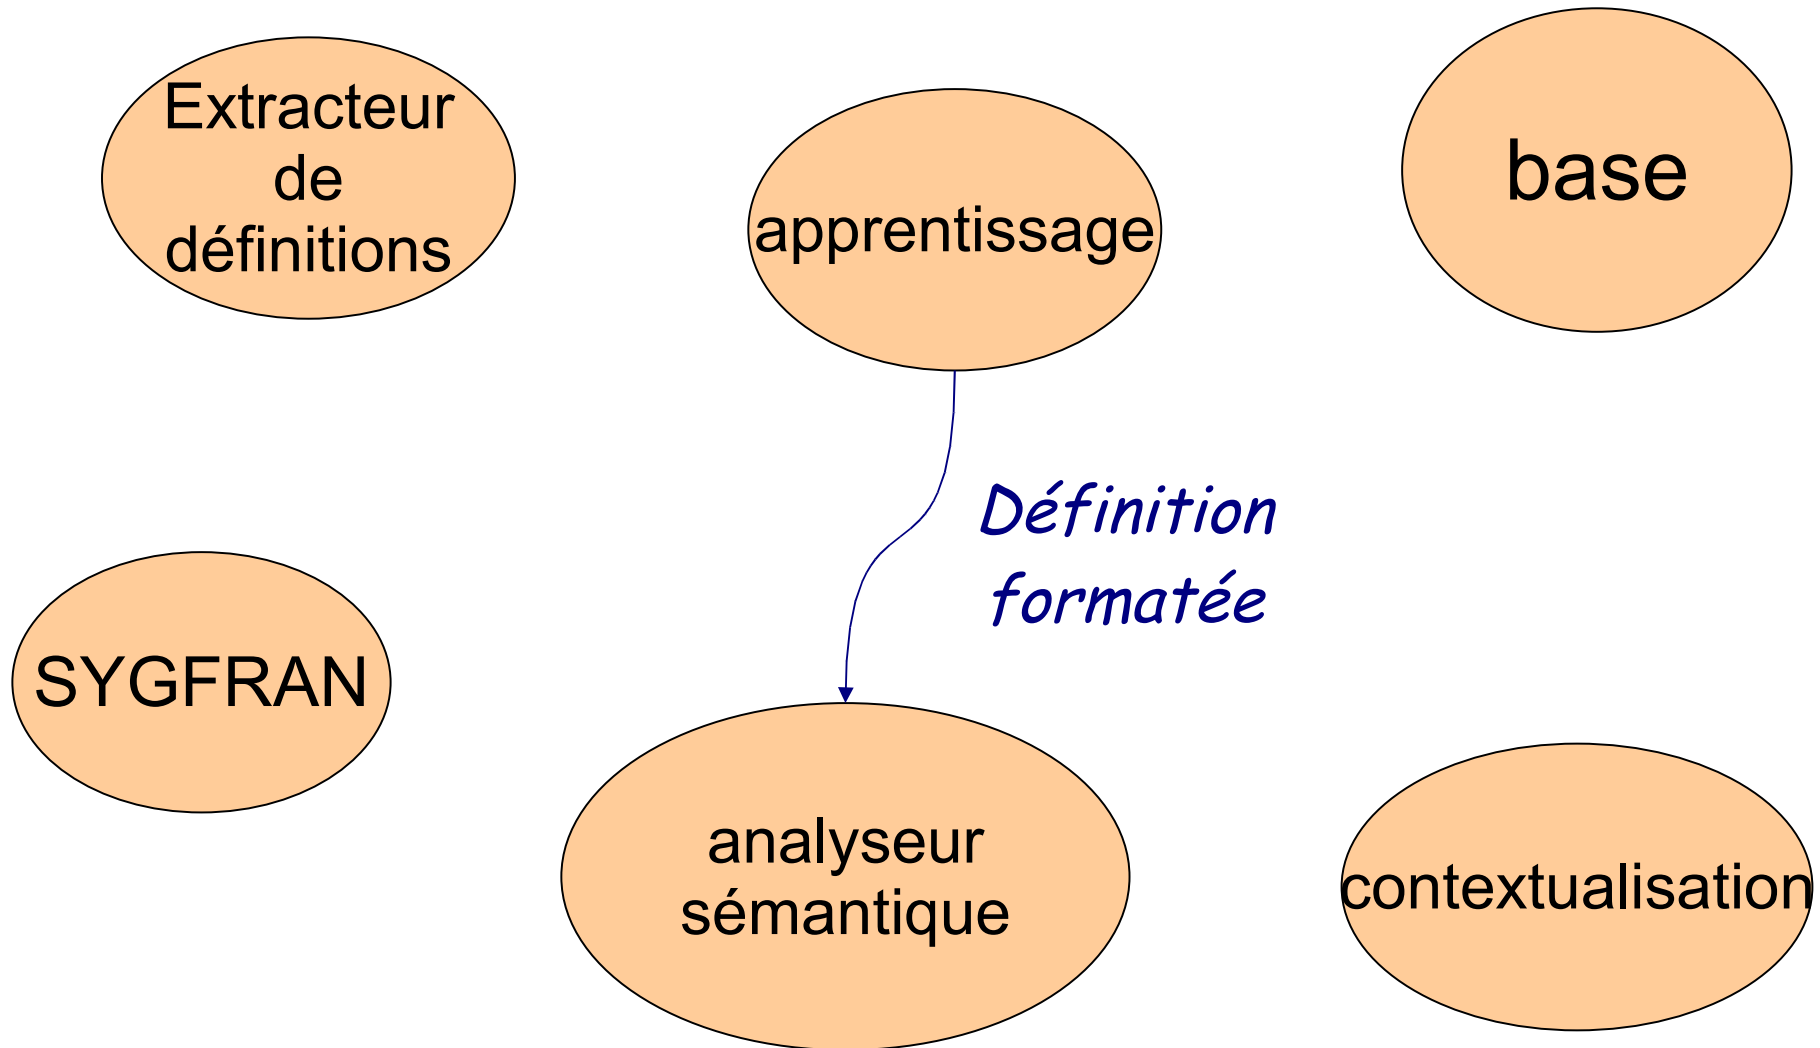 Extracteur
de
définitions
apprentissage
base
Définition
formatée
SYGFRAN
analyseur
sémantique
contextualisation